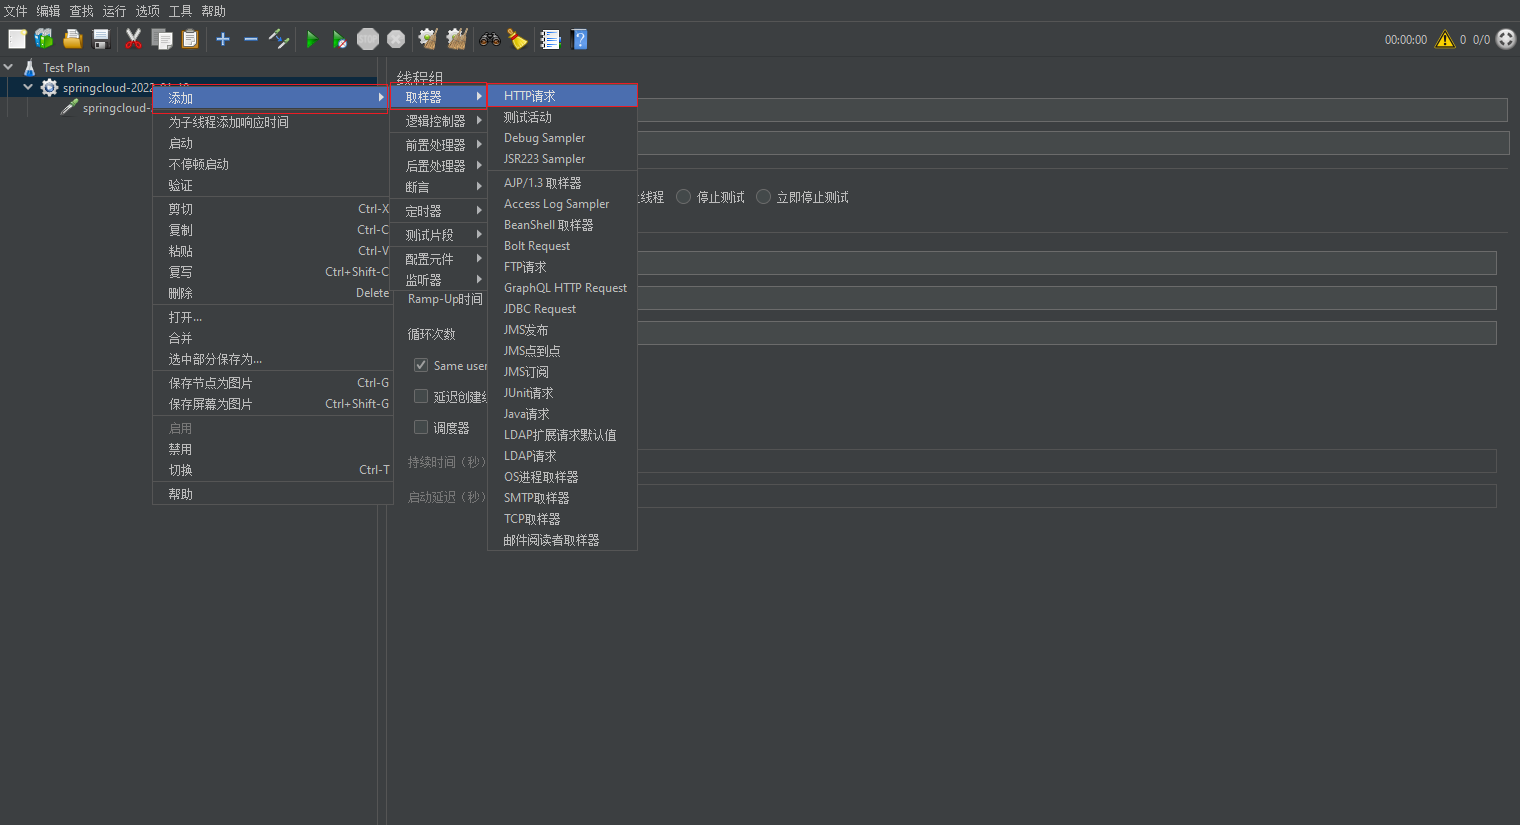 文件 编辑 查找 运行 选项 工具 帮助
STOP
?
00:00:00 0 0/0
Test Plan
springcloud-2022
springcloud-
添加
为子线程添加响应时间
启动
不停顿启动
验证
剪切 Ctrl-X
复制 Ctrl-C
粘贴 Ctrl-V
复写 Ctrl+Shift-C
删除 Delete
打开...
合并
选中部分保存为...
保存节点为图片 Ctrl-G
保存屏幕为图片 Ctrl+Shift-G
启用
禁用
切换 Ctrl-T
帮助
线程组
取样器
逻辑控制器
前置处理器
后置处理器
断言
定时器
测试片段
配置元件
监听器
Ramp-Up时间
循环次数
Same user
延迟创建
调度器
持续时间（秒）
启动延迟（秒）
HTTP请求
测试活动
Debug Sampler
JSR223 Sampler
AJP/1.3 取样器
Access Log Sampler
BeanShell 取样器
Bolt Request
FTP请求
GraphQL HTTP Request
JDBC Request
JMS发布
JMS点到点
JMS订阅
JUnit请求
Java请求
LDAP扩展请求默认值
LDAP请求
OS进程取样器
SMTP取样器
TCP取样器
邮件阅读者取样器
线程 停止测试 立即停止测试